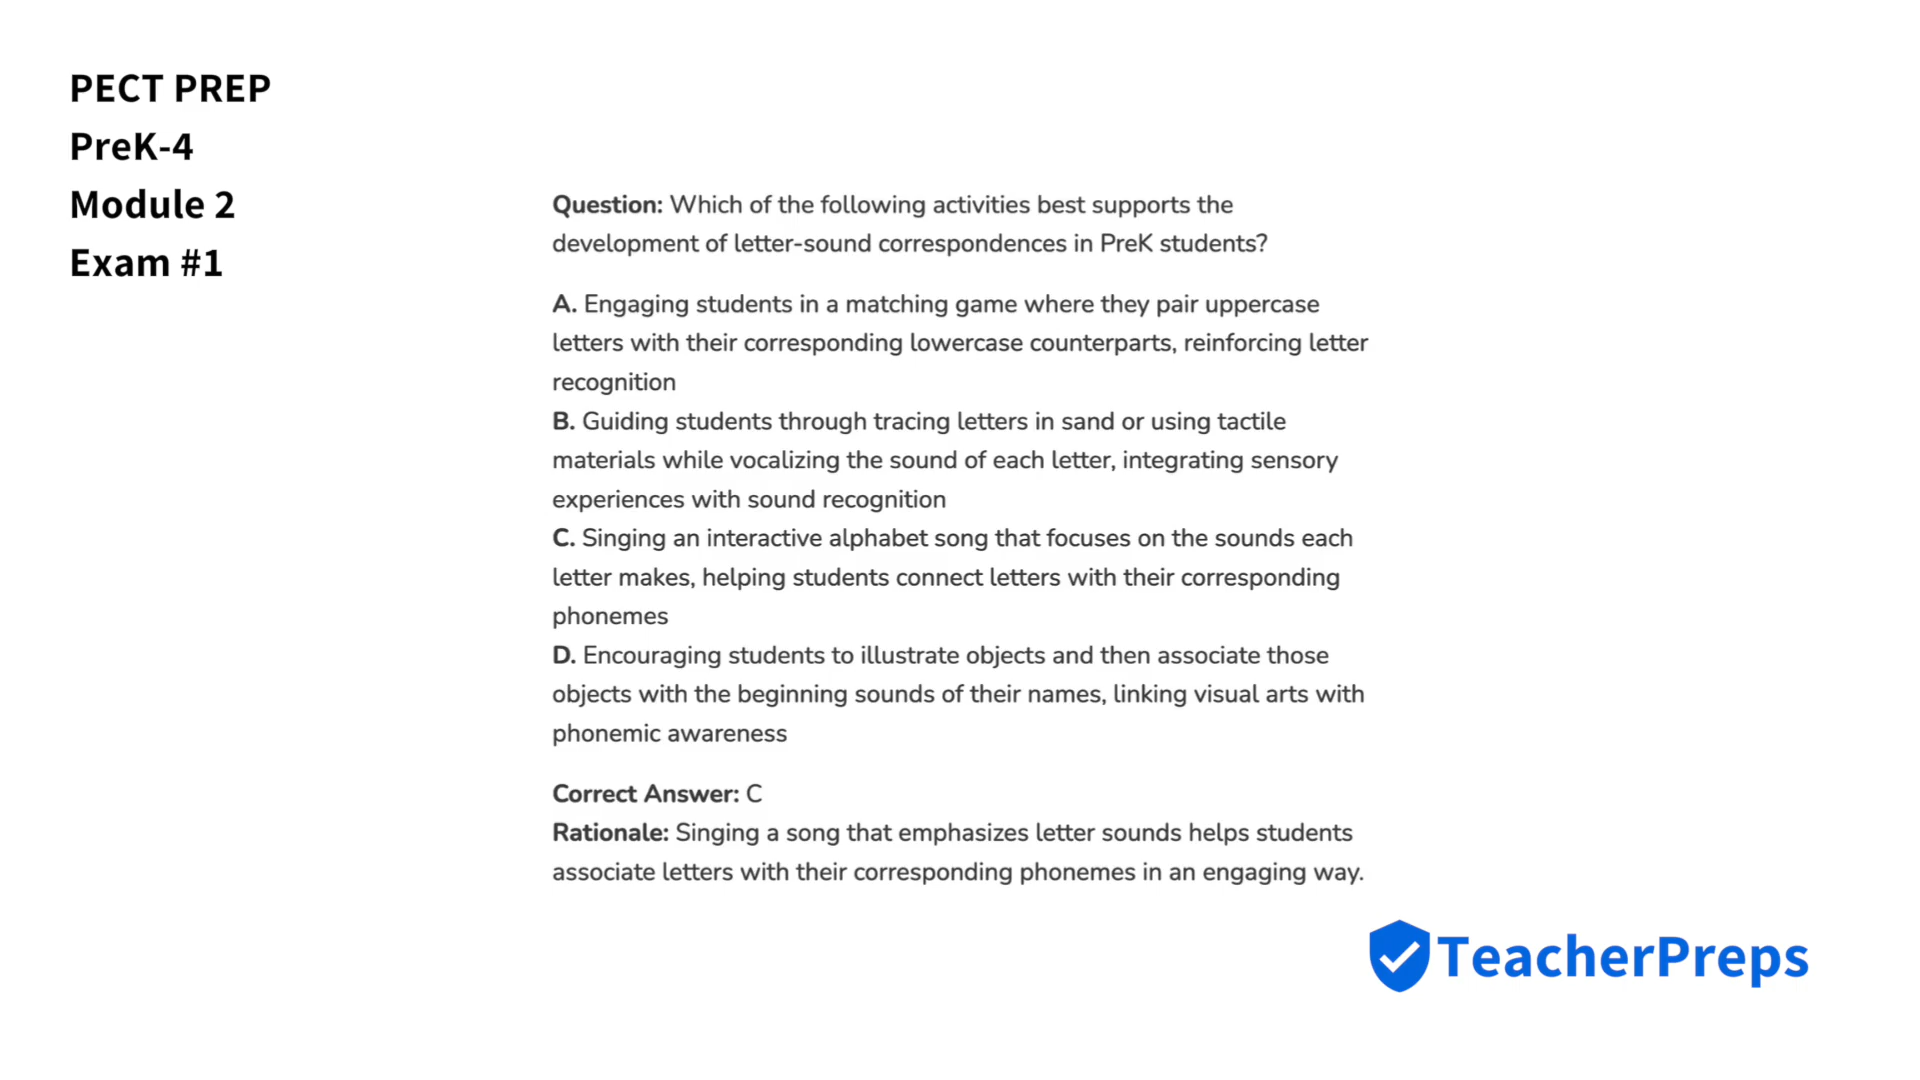 PECT PREP
PreK-4
Module 2
Exam #1
Question: Which of the following activities best supports the
development of letter-sound correspondences in PreK students?
A. Engaging students in a matching game where they pair uppercase
letters with their corresponding lowercase counterparts, reinforcing letter
recognition
B. Guiding students through tracing letters in sand or using tactile
materials while vocalizing the sound of each letter, integrating sensory
experiences with sound recognition
C. Singing an interactive alphabet song that focuses on the sounds each
letter makes, helping students connect letters with their corresponding
phonemes
D. Encouraging students to illustrate objects and then associate those
objects with the beginning sounds of their names, linking visual arts with
phonemic awareness
Correct Answer: C
Rationale: Singing a song that emphasizes letter sounds helps students
associate letters with their corresponding phonemes in an engaging way.
TeacherPreps